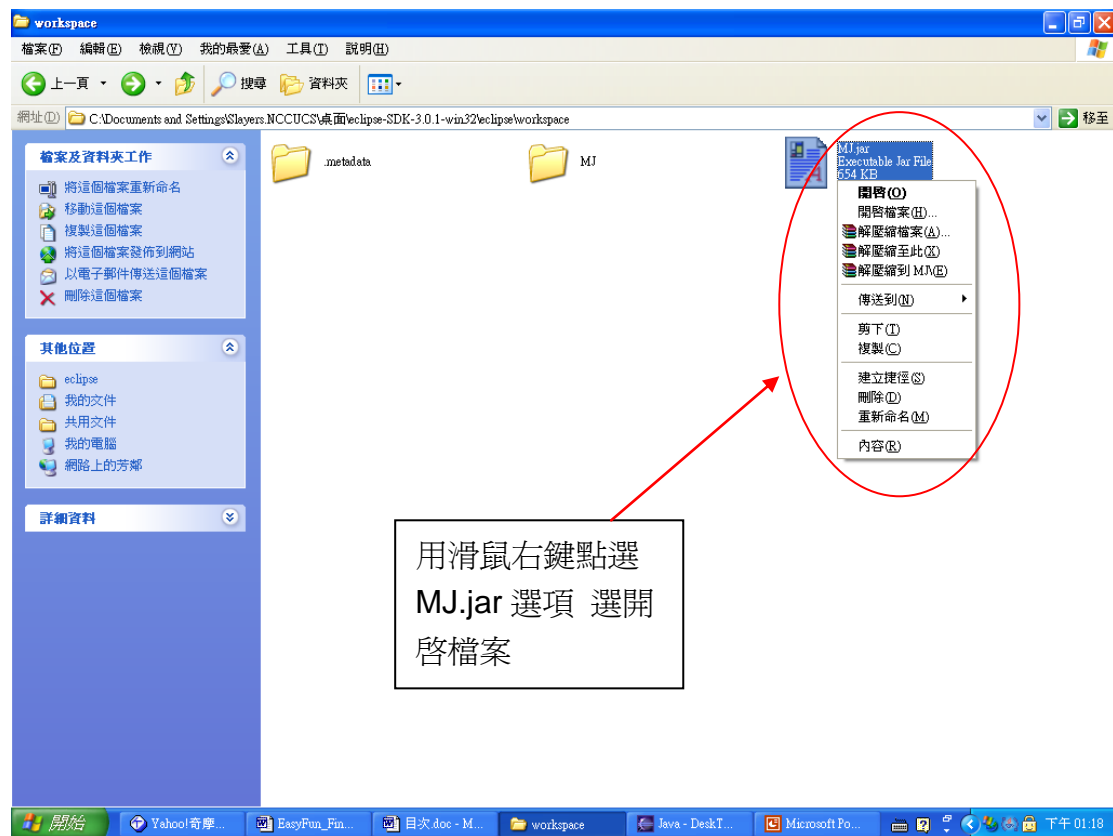 workspace
檔案(F) 編輯(E) 檢視(V) 我的最愛(A) 工具(T) 說明(H)
上一頁 搜尋 資料夾
網址(D) C:\Documents and Settings\Slayers.NCCUCS\桌面\eclipse-SDK-3.0.1-win32\eclipse\workspace 移至
檔案及資料夾工作
將這個檔案重新命名
移動這個檔案
複製這個檔案
將這個檔案發佈到網站
以電子郵件傳送這個檔案
刪除這個檔案
其他位置
eclipse
我的文件
共用文件
我的電腦
網路上的芳鄰
詳細資料
.metadata
MJ
MJ.jar
Executable Jar File
654 KB
開啓(O)
開啓檔案(H)...
解壓縮檔案(A)...
解壓縮至此(X)
解壓縮到 MJ\(E)
傳送到(N)
剪下(T)
複製(C)
建立捷徑(S)
刪除(D)
重新命名(M)
內容(R)
用滑鼠右鍵點選
MJ.jar 選項 選開
啓檔案
開始 Yahoo!奇摩... EasyFun_Fin... 目次.doc - M... workspace Java - DeskT... Microsoft Po... 下午 01:18